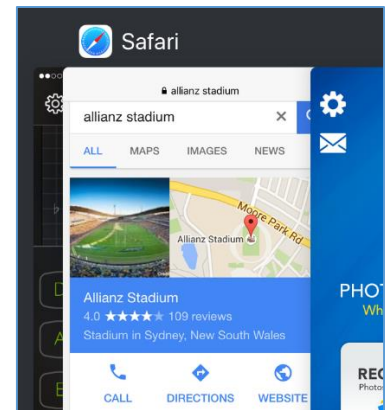 Safari
allianz stadium
allianz stadium
ALL MAPS IMAGES NEWS
Moore Park Rd
Allianz Stadium
Allianz Stadium
4.0 ★★★★★ 109 reviews
Stadium in Sydney, New South Wales
CALL DIRECTIONS WEBSITE
D
A
E
PHOT
Wh
REC
Photos